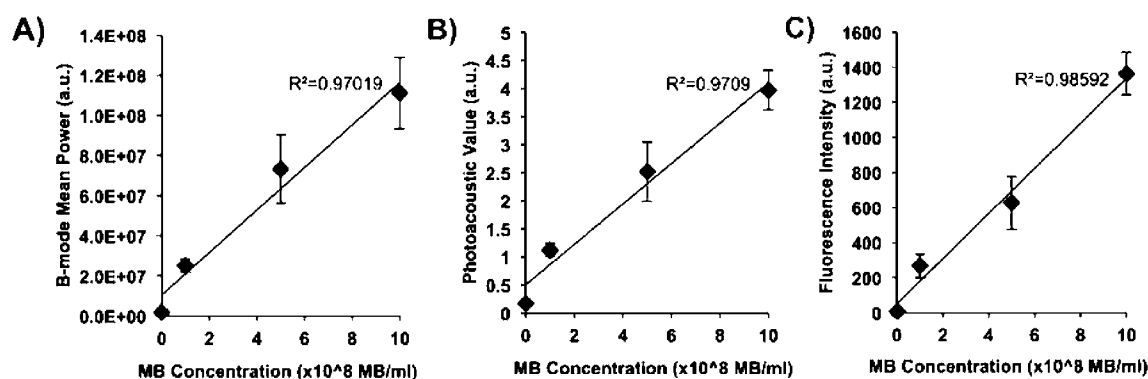 A)
B-mode Mean Power (a.u.)
1.4E+08
1.2E+08
1.0E+08
8.0E+07
6.0E+07
4.0E+07
2.0E+07
0.0E+00
R²=0.97019
0 2 4 6 8 10
MB Concentration (x10^8 MB/ml)
B)
Photoacoustic Value (a.u.)
5
4.5
4
3.5
3
2.5
2
1.5
1
0.5
0
R²=0.9709
0 2 4 6 8 10
MB Concentration (x10^8 MB/ml)
C)
Fluorescence Intensity (a.u.)
1600
1400
1200
1000
800
600
400
200
0
R²=0.98592
0 2 4 6 8 10
MB Concentration (x10^8 MB/ml)